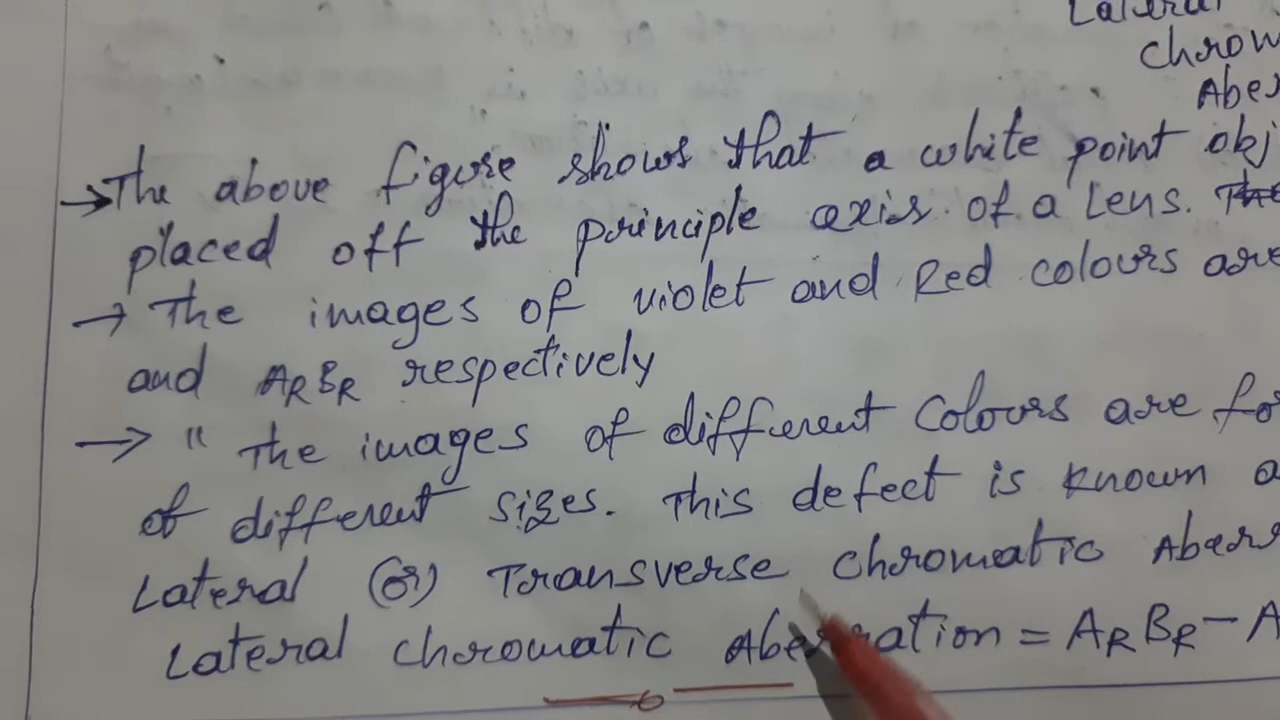 Lateral
Chrom
Aber
→ The above figure shows that a white point obj
placed off the principle axis of a Lens. The
→ The images of violet and Red colours are
and ARBR respectively
→ " The images of different Colours are fo
of different sizes. This defect is known a
Lateral (or) Transverse chromatic Aberr
Lateral chromatic Aberration = ARBR - A